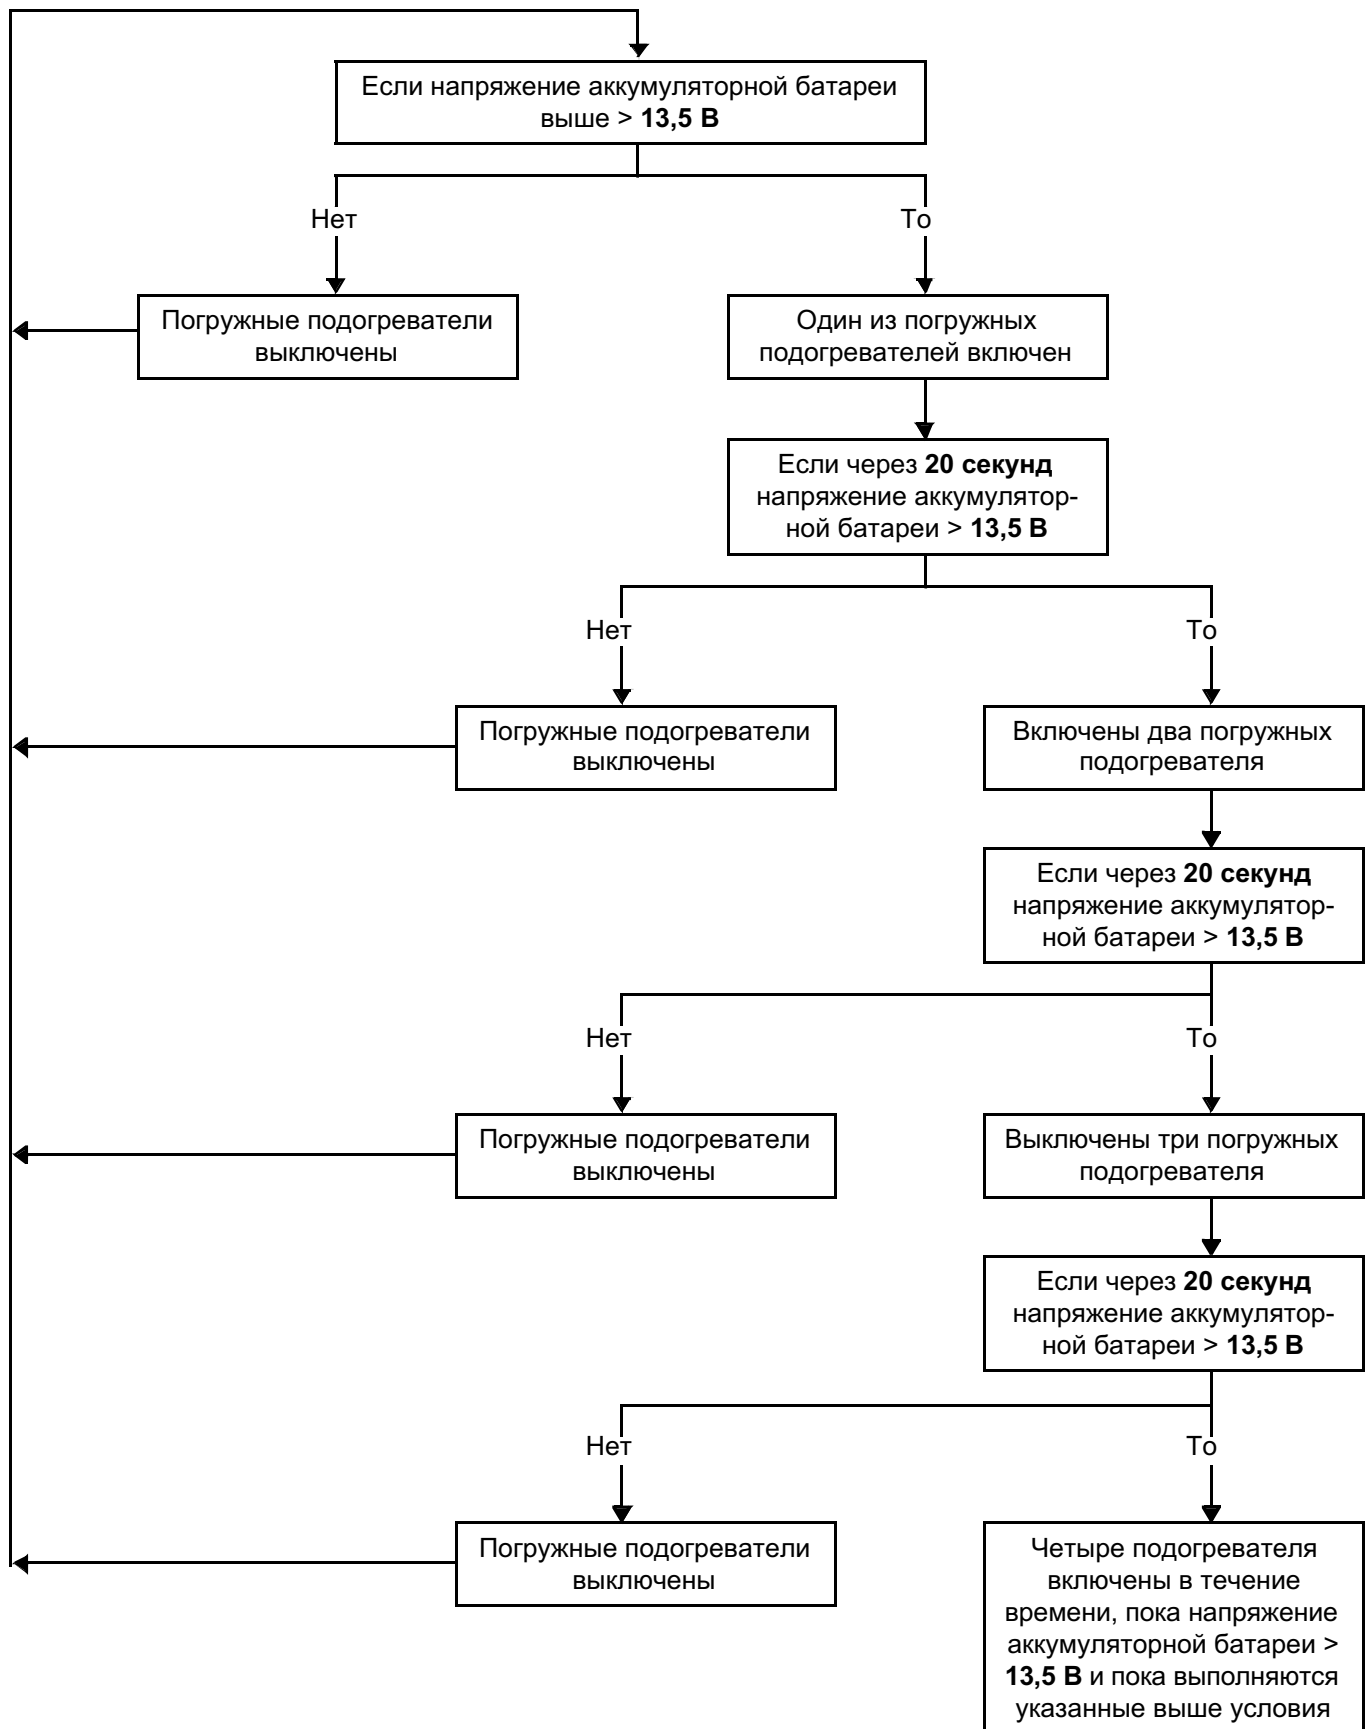 Если напряжение аккумуляторной батареи
выше > 13,5 В
Нет
То
Погружные подогреватели
выключены
Один из погружных
подогревателей включен
Если через 20 секунд
напряжение аккумулятор-
ной батареи > 13,5 В
Нет
То
Погружные подогреватели
выключены
Включены два погружных
подогревателя
Если через 20 секунд
напряжение аккумулятор-
ной батареи > 13,5 В
Нет
То
Погружные подогреватели
выключены
Выключены три погружных
подогревателя
Если через 20 секунд
напряжение аккумулятор-
ной батареи > 13,5 В
Нет
То
Погружные подогреватели
выключены
Четыре подогревателя
включены в течение
времени, пока напряжение
аккумуляторной батареи >
13,5 В и пока выполняются
указанные выше условия